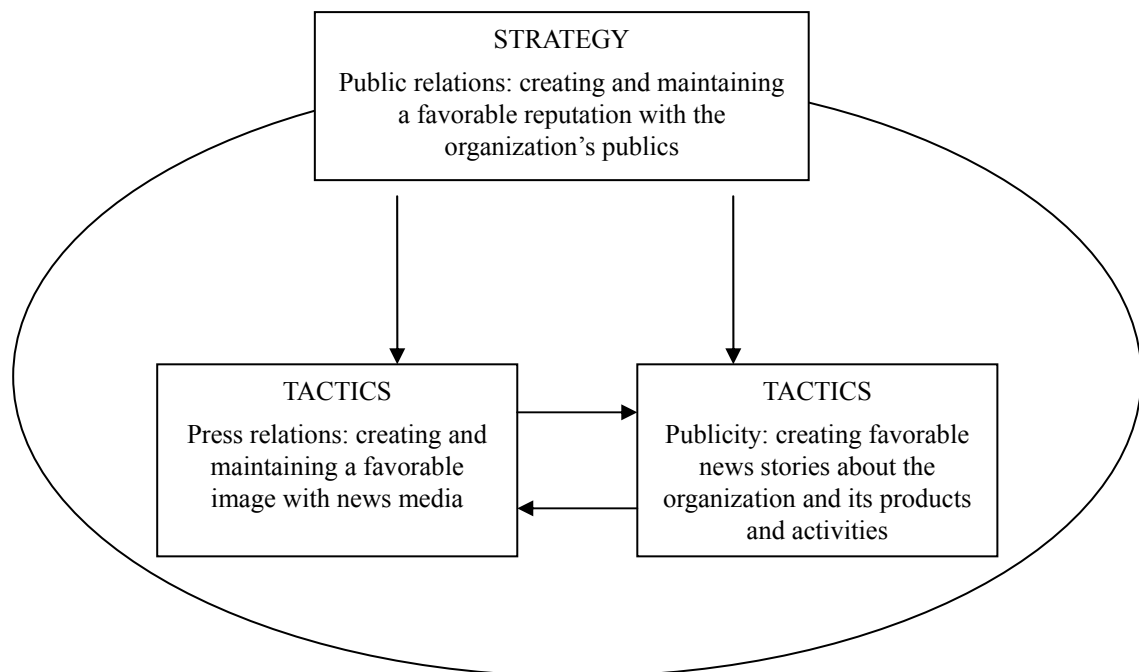 STRATEGY
Public relations: creating and maintaining
a favorable reputation with the
organization’s publics
TACTICS
Press relations: creating and
maintaining a favorable
image with news media
TACTICS
Publicity: creating favorable
news stories about the
organization and its products
and activities